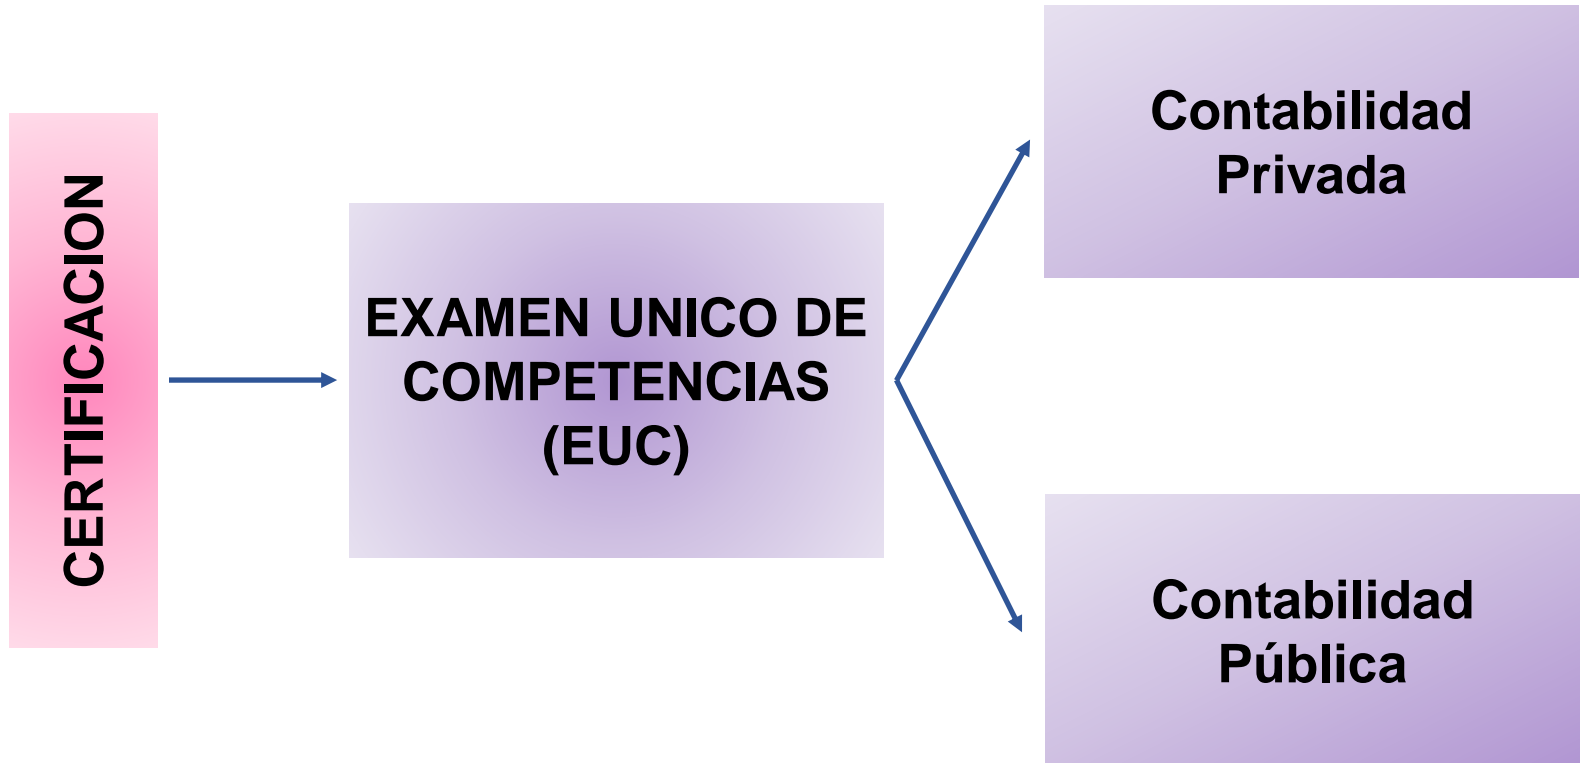 CERTIFICACION
EXAMEN UNICO DE
COMPETENCIAS
(EUC)
Contabilidad
Privada
Contabilidad
Pública